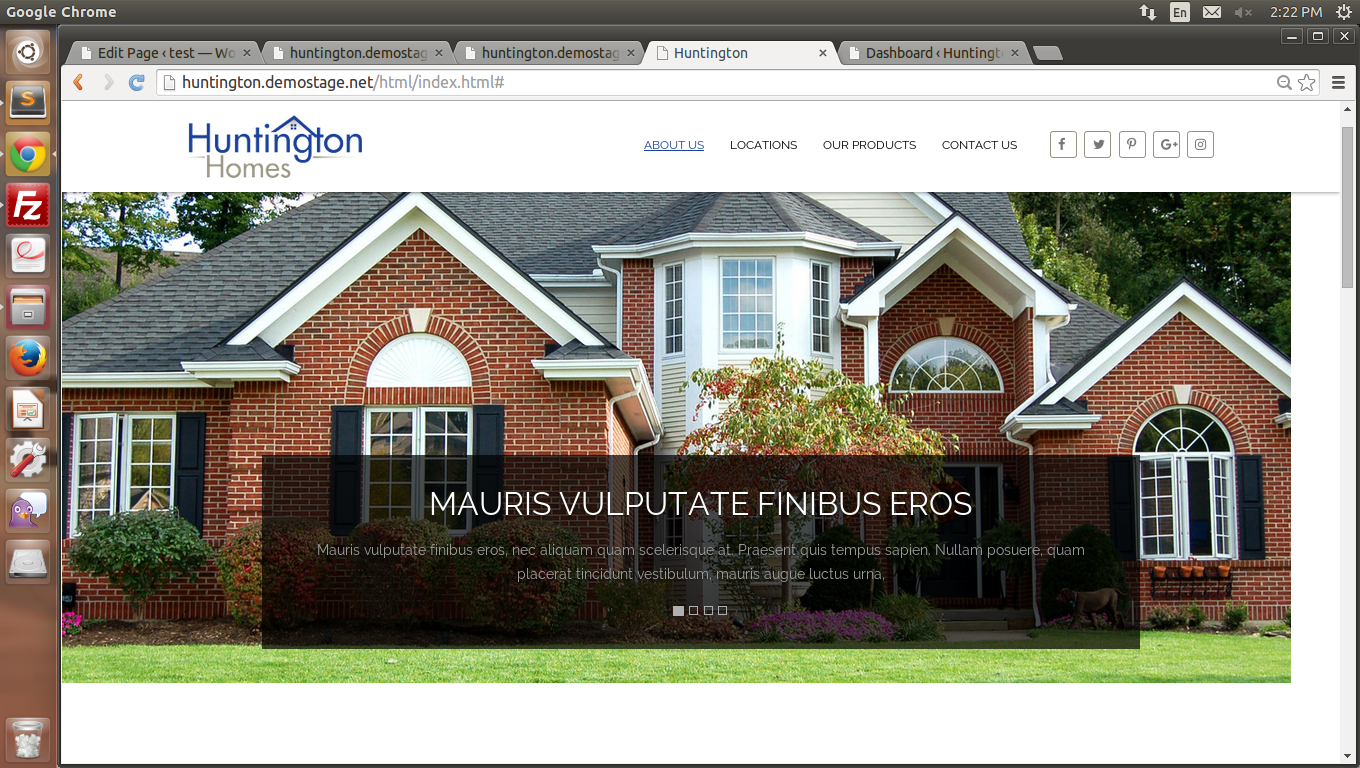 Google Chrome
En
2:22 PM
Edit Page ‹ test — Wo
huntington.demostag
huntington.demostag
Huntington
Dashboard ‹ Huntingt
huntington.demostage.net/html/index.html#
Huntington
Homes
ABOUT US
LOCATIONS
OUR PRODUCTS
CONTACT US
MAURIS VULPUTATE FINIBUS EROS
Mauris vulputate finibus eros, nec aliquam quam scelerisque at. Praesent quis tempus sapien. Nullam posuere, quam
placerat tincidunt vestibulum, mauris augue luctus urna,